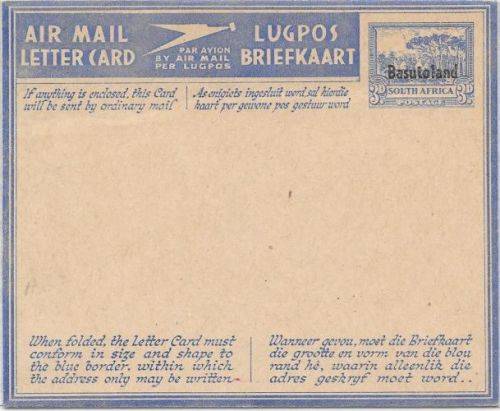 AIR MAIL
LETTER CARD
PAR AVION
BY AIR MAIL
PER LUGPOS
LUGPOS
BRIEFKAART
Basutoland
SOUTH AFRICA
3D POSTAGE 3D
If anything is enclosed, this Card
will be sent by ordinary mail
As enigiets ingesluit word, sal hierdie
kaart per gewone pos gestuur word
When folded, the Letter Card must
conform in size and shape to
the blue border, within which
the address only may be written
Wanneer gevou, moet die Briefkaart
die grootte en vorm van die blou
rand hê, waarin alleenlik die
adres geskryf moet word..